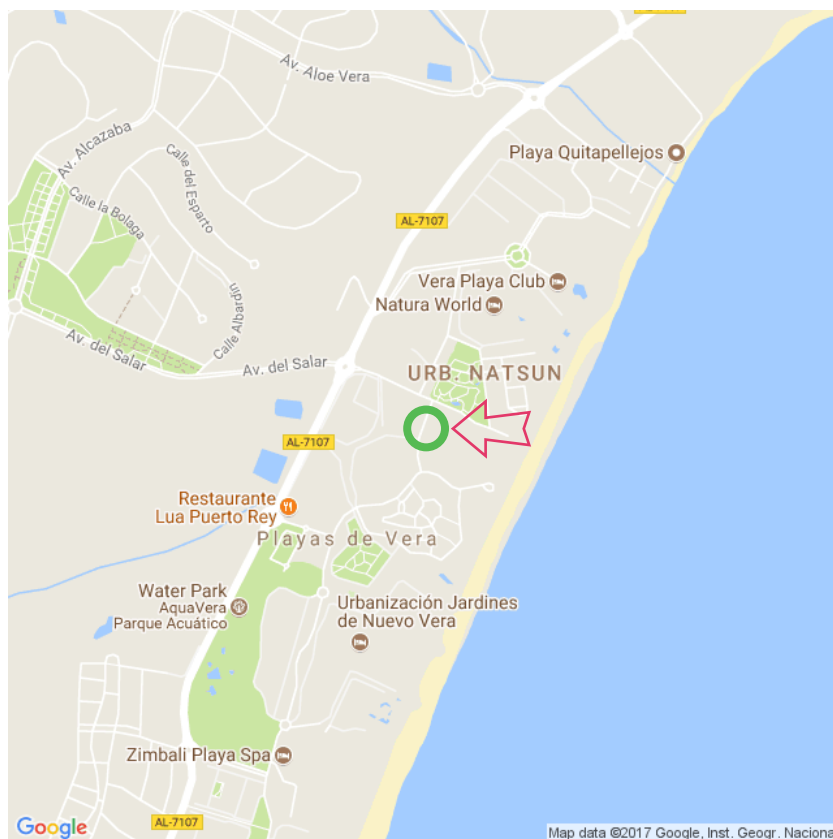 Av. Aloe Vera
Av. Alcazaba
Calle del Esparto
Calle la Bolaga
Playa Quitapellejos
AL-7107
Vera Playa Club
Natura World
Calle Albardín
Av. del Salar
Av. del Salar
URB. NATSUN
AL-7107
Restaurante
Lua Puerto Rey
Playas de Vera
Water Park
AquaVera
Parque Acuático
Urbanización Jardines
de Nuevo Vera
Zimbali Playa Spa
AL-7107
Google
Map data ©2017 Google, Inst. Geogr. Naciona